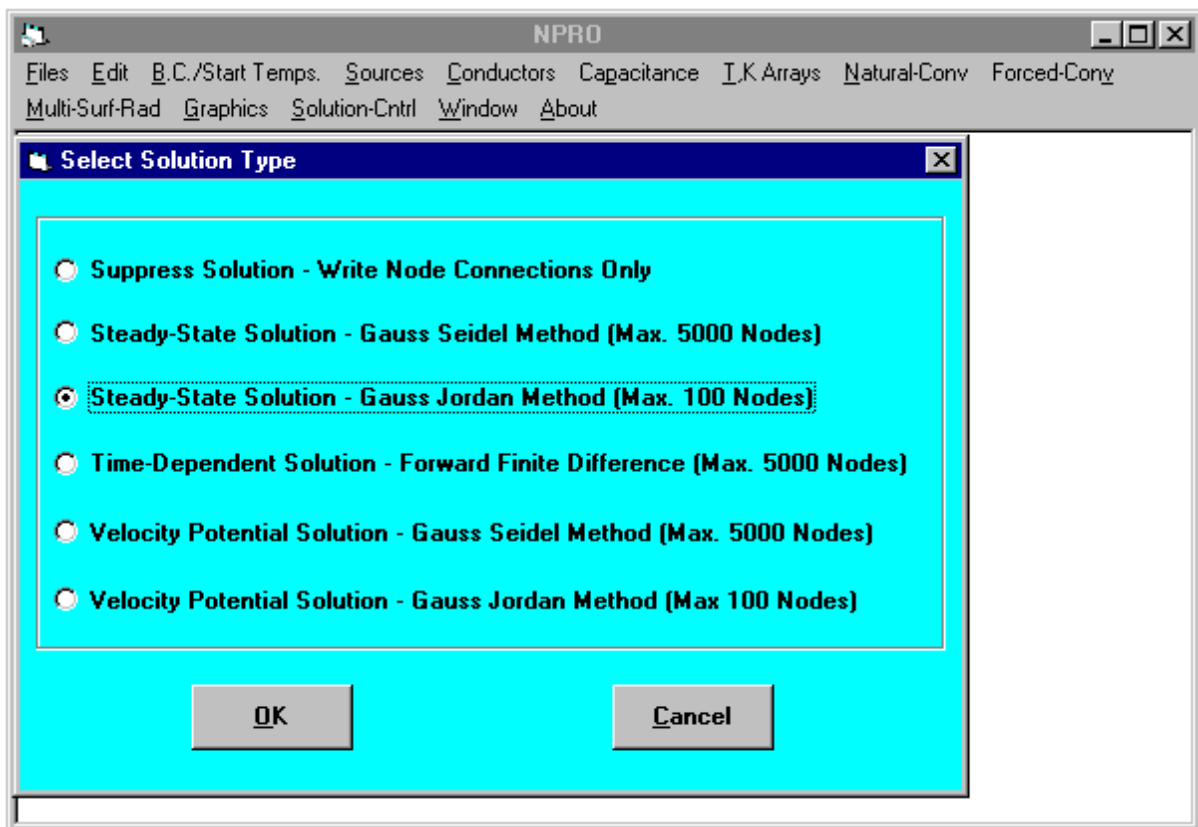 NPRO
Files Edit B.C./Start Temps. Sources Conductors Capacitance T,K Arrays Natural-Conv Forced-Conv
Multi-Surf-Rad Graphics Solution-Cntrl Window About
Select Solution Type
Suppress Solution - Write Node Connections Only
Steady-State Solution - Gauss Seidel Method (Max. 5000 Nodes)
Steady-State Solution - Gauss Jordan Method (Max. 100 Nodes)
Time-Dependent Solution - Forward Finite Difference (Max. 5000 Nodes)
Velocity Potential Solution - Gauss Seidel Method (Max. 5000 Nodes)
Velocity Potential Solution - Gauss Jordan Method (Max 100 Nodes)
OK Cancel